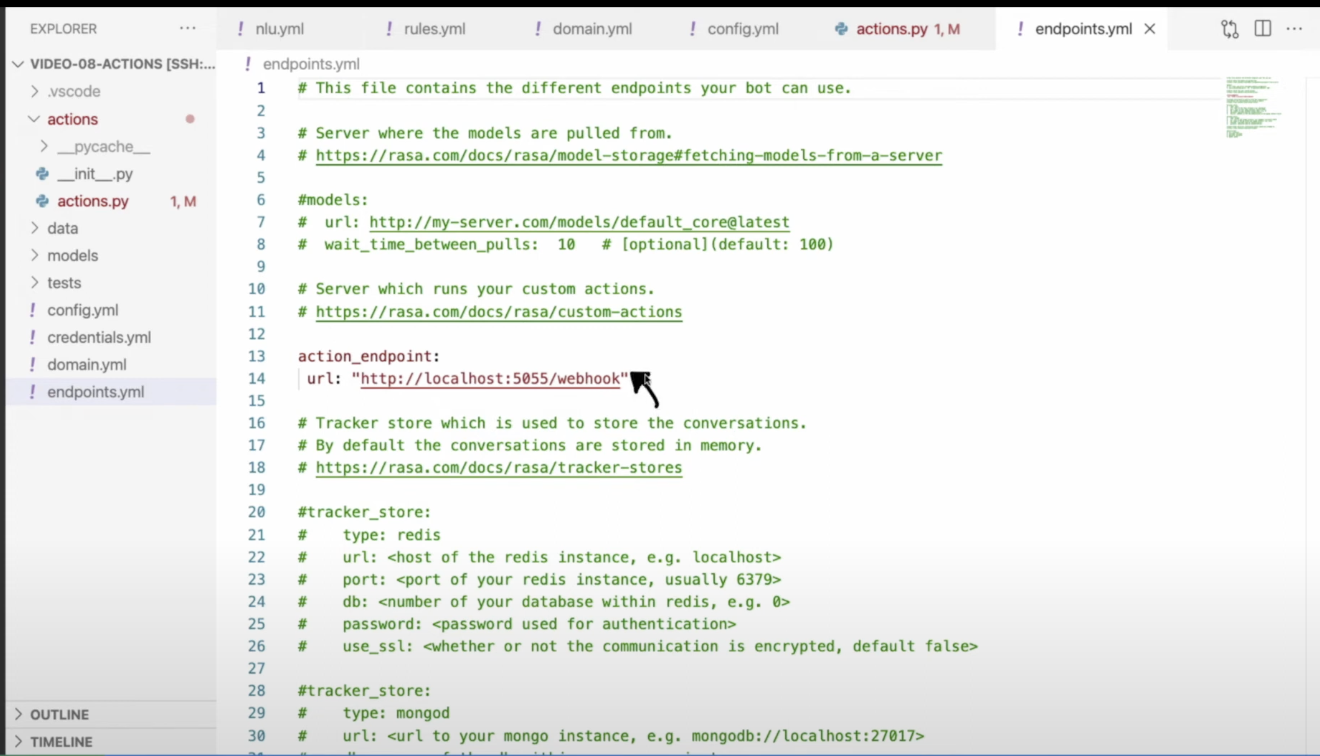 EXPLORER
nlu.yml
rules.yml
domain.yml
config.yml
actions.py 1, M
endpoints.yml
VIDEO-08-ACTIONS [SSH:...
endpoints.yml
.vscode
actions
__pycache__
__init__.py
actions.py 1, M
data
models
tests
config.yml
credentials.yml
domain.yml
endpoints.yml
OUTLINE
TIMELINE
1 # This file contains the different endpoints your bot can use.
2
3 # Server where the models are pulled from.
4 # https://rasa.com/docs/rasa/model-storage#fetching-models-from-a-server
5
6 #models:
7 #  url: http://my-server.com/models/default_core@latest
8 #  wait_time_between_pulls:  10   # [optional](default: 100)
9
10 # Server which runs your custom actions.
11 # https://rasa.com/docs/rasa/custom-actions
12
13 action_endpoint:
14  url: "http://localhost:5055/webhook"
15
16 # Tracker store which is used to store the conversations.
17 # By default the conversations are stored in memory.
18 # https://rasa.com/docs/rasa/tracker-stores
19
20 #tracker_store:
21 #    type: redis
22 #    url: <host of the redis instance, e.g. localhost>
23 #    port: <port of your redis instance, usually 6379>
24 #    db: <number of your database within redis, e.g. 0>
25 #    password: <password used for authentication>
26 #    use_ssl: <whether or not the communication is encrypted, default false>
27
28 #tracker_store:
29 #    type: mongod
30 #    url: <url to your mongo instance, e.g. mongodb://localhost:27017>